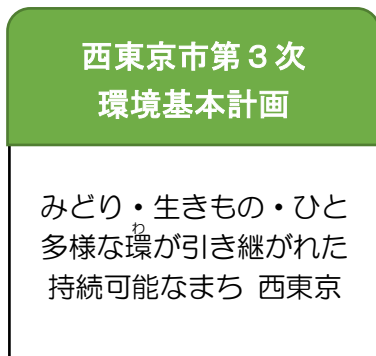 西東京市第３次
環境基本計画
みどり・生きもの・ひと
わ
多様な環が引き継がれた
持続可能なまち 西東京